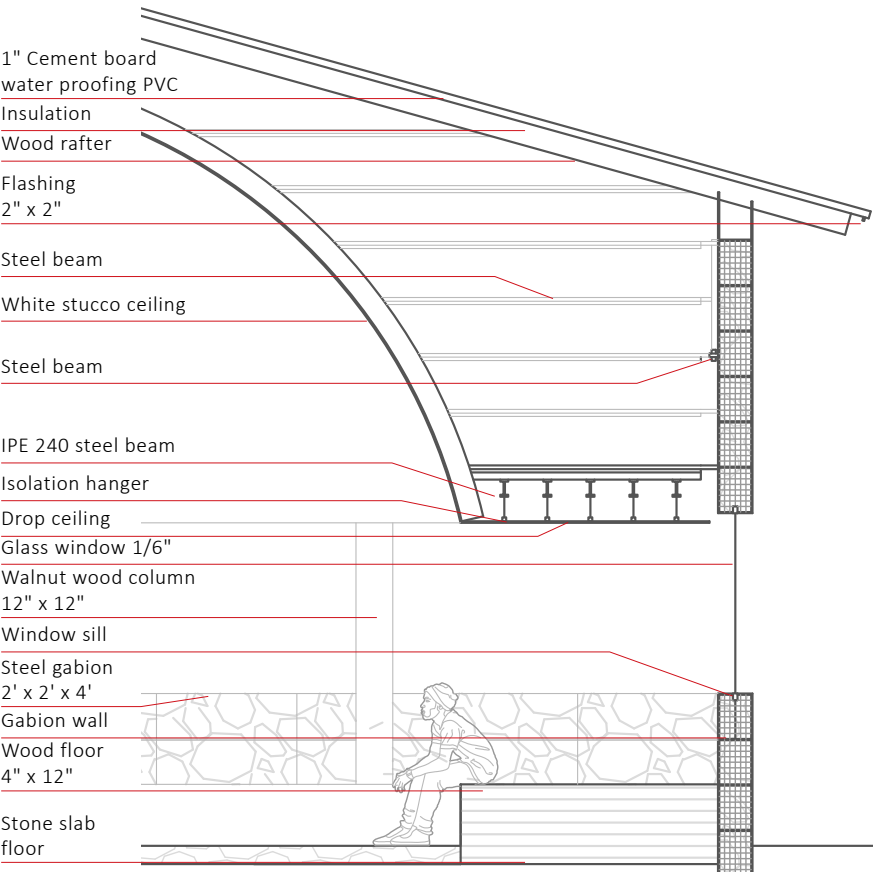 1" Cement board
water proofing PVC
Insulation
Wood rafter
Flashing
2" x 2"
Steel beam
White stucco ceiling
Steel beam
IPE 240 steel beam
Isolation hanger
Drop ceiling
Glass window 1/6"
Walnut wood column
12" x 12"
Window sill
Steel gabion
2' x 2' x 4'
Gabion wall
Wood floor
4" x 12"
Stone slab
floor